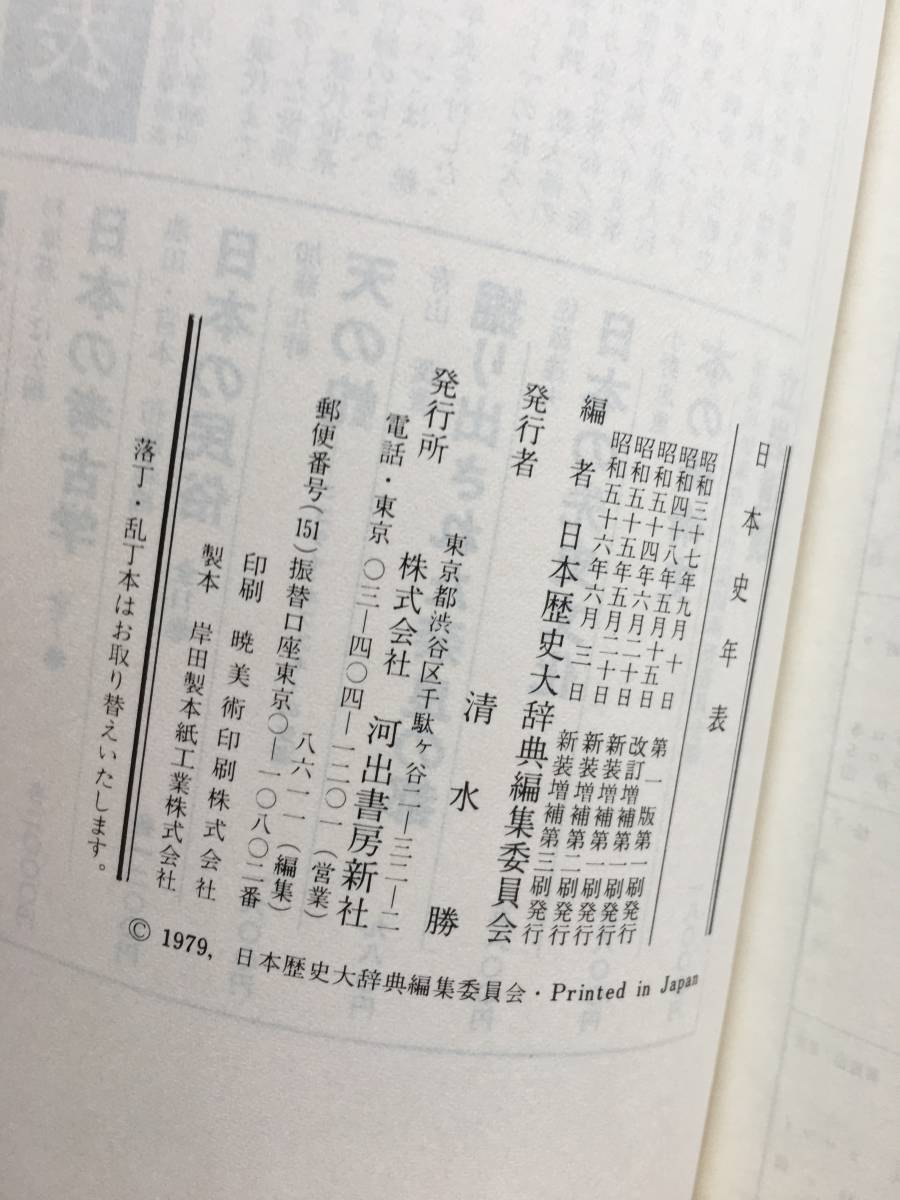 日本史年表
昭和三十七年九月十日 第一版第一刷発行
昭和四十八年五月十五日 改訂増補第一刷発行
昭和五十四年六月二十日 新装増補第一刷発行
昭和五十五年五月二十日 新装増補第二刷発行
昭和五十六年六月三日 新装増補第三刷発行
編者 日本歴史大辞典編集委員会
発行者 清水勝
東京都渋谷区千駄ヶ谷二—三二—二
発行所 株式会社 河出書房新社
電話・東京 〇三—四〇四—一二〇一(営業)
八六一一(編集)
郵便番号(151)振替口座東京〇—一〇八〇二番
印刷 暁美術印刷株式会社
製本 岸田製本紙工業株式会社
落丁・乱丁本はお取り替えいたします。
© 1979, 日本歴史大辞典編集委員会・Printed in Japan
日本の民俗
日本の考古学